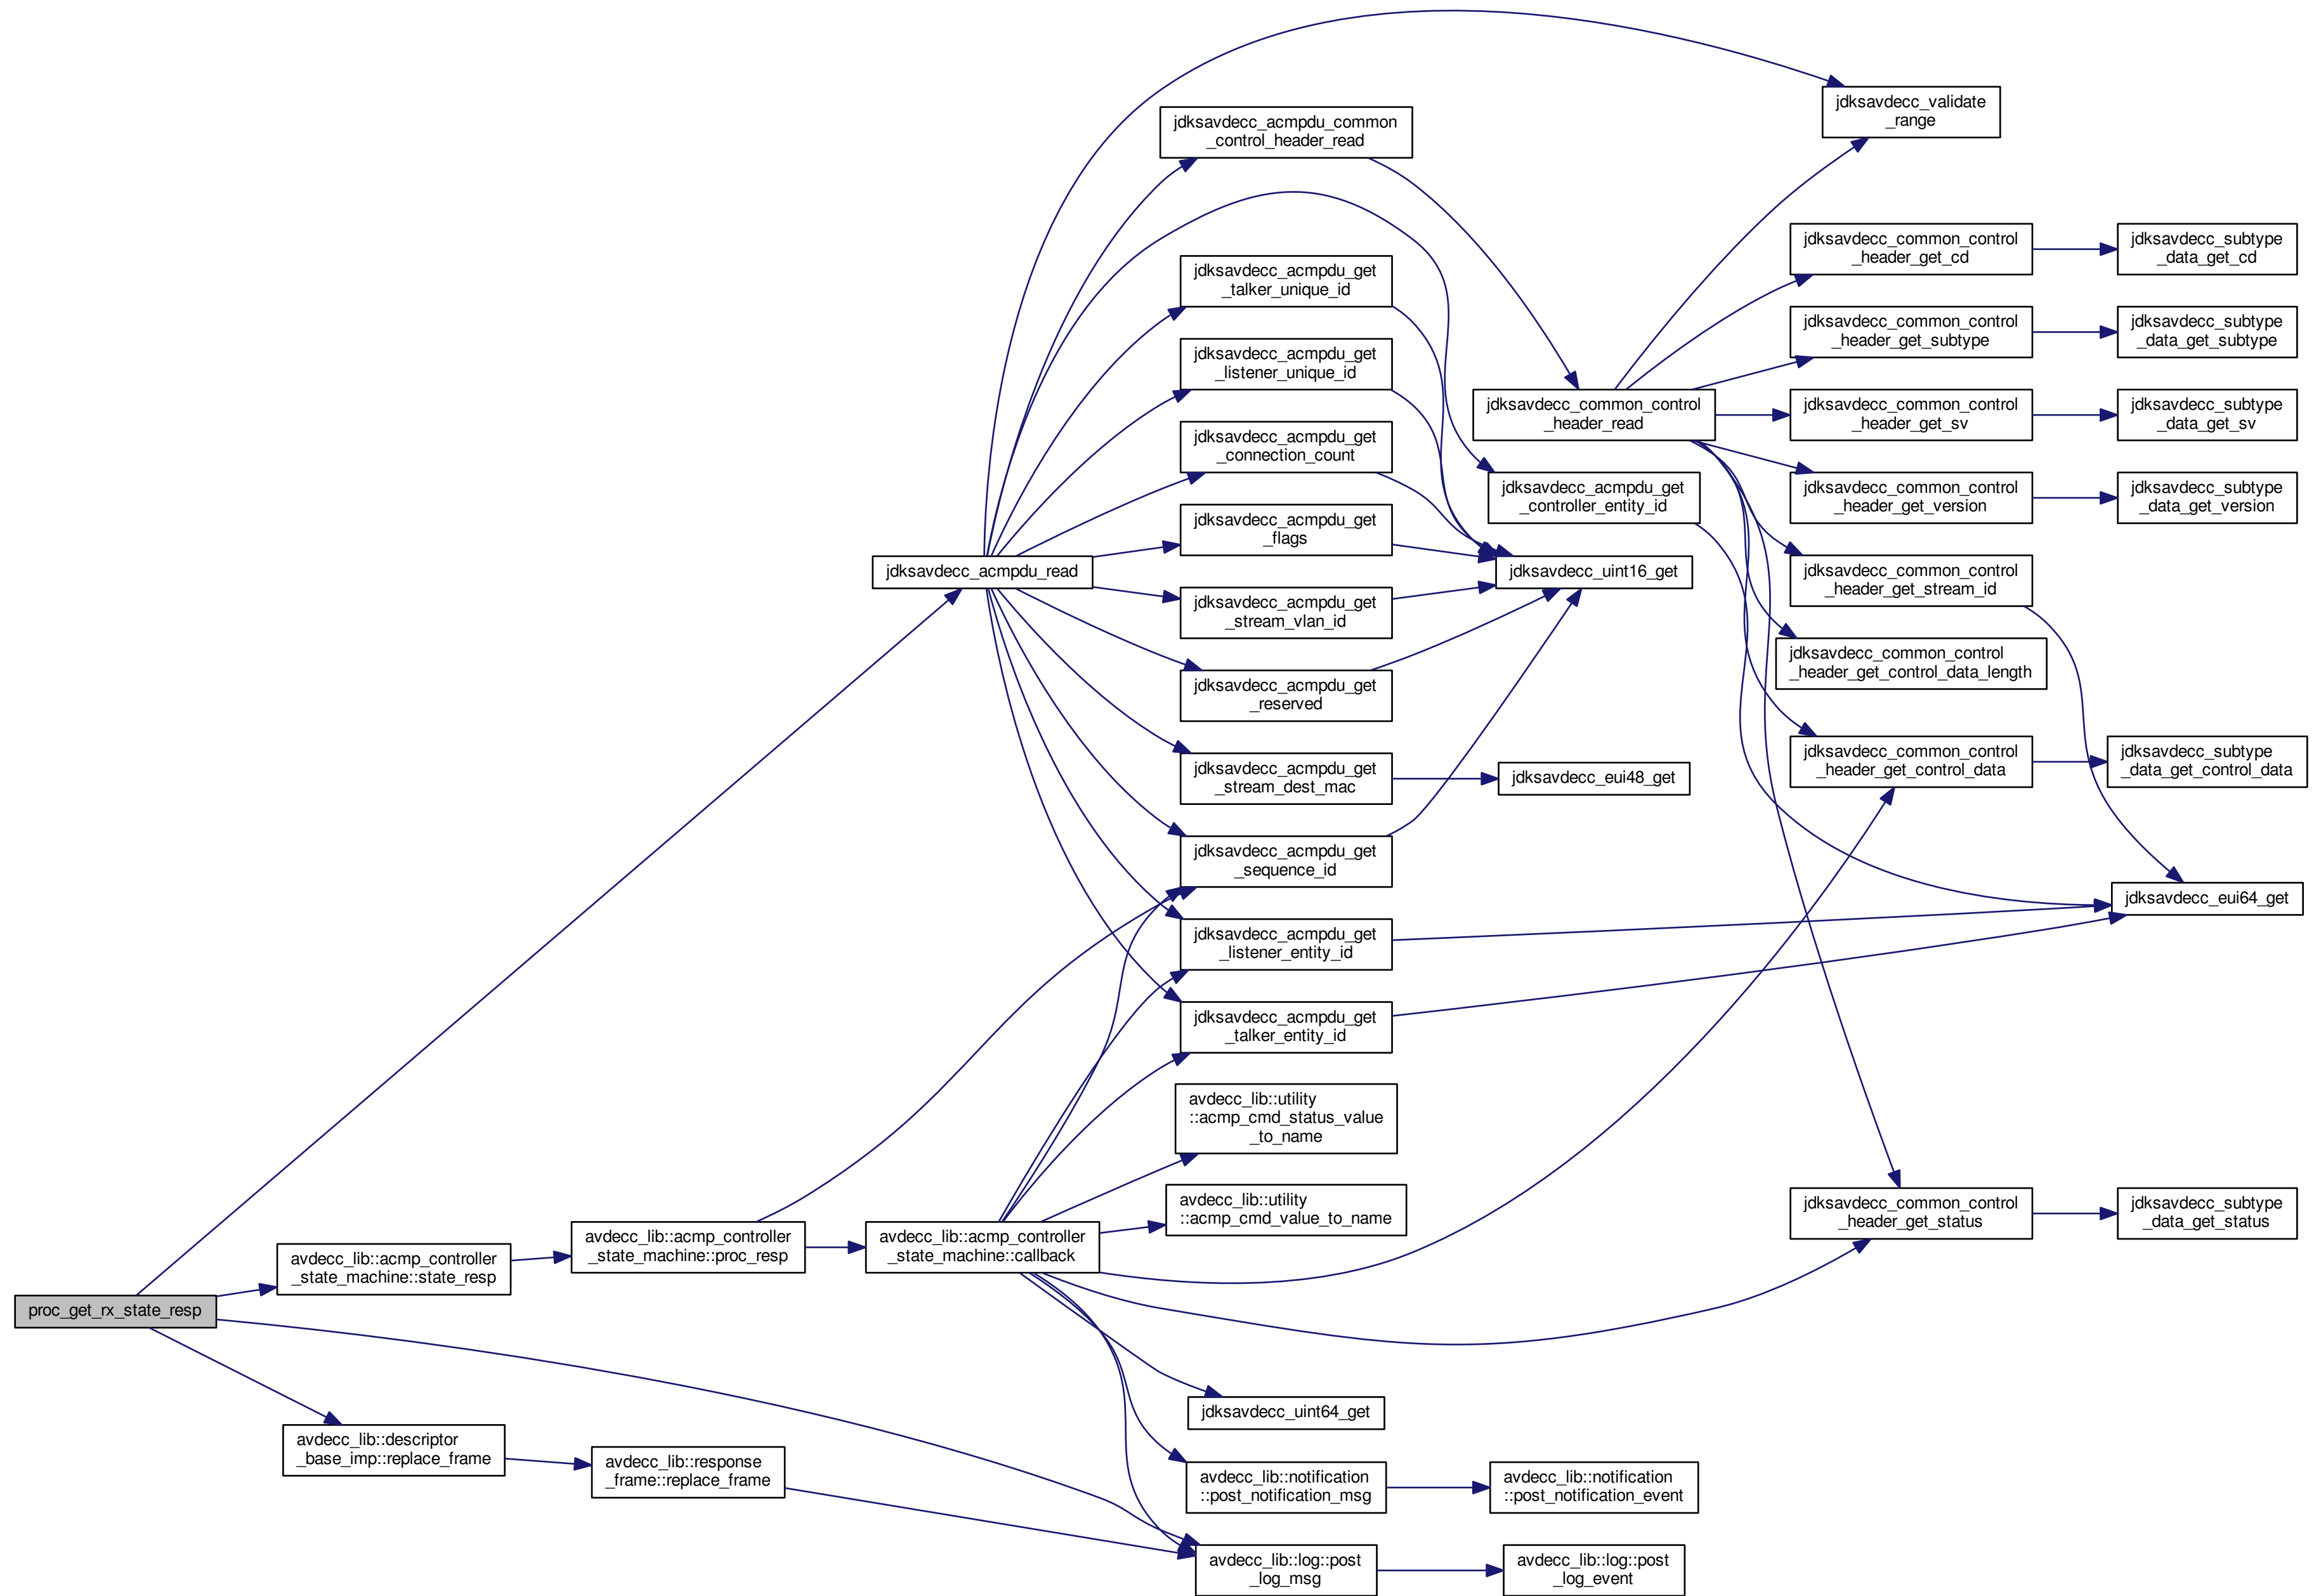 jdksavdecc_validate
_range
jdksavdecc_acmpdu_common
_control_header_read
jdksavdecc_common_control
_header_get_cd
jdksavdecc_subtype
_data_get_cd
jdksavdecc_acmpdu_get
_talker_unique_id
jdksavdecc_common_control
_header_get_subtype
jdksavdecc_subtype
_data_get_subtype
jdksavdecc_acmpdu_get
_listener_unique_id
jdksavdecc_common_control
_header_read
jdksavdecc_common_control
_header_get_sv
jdksavdecc_subtype
_data_get_sv
jdksavdecc_acmpdu_get
_connection_count
jdksavdecc_acmpdu_get
_controller_entity_id
jdksavdecc_common_control
_header_get_version
jdksavdecc_subtype
_data_get_version
jdksavdecc_acmpdu_get
_flags
jdksavdecc_acmpdu_read
jdksavdecc_uint16_get
jdksavdecc_common_control
_header_get_stream_id
jdksavdecc_acmpdu_get
_stream_vlan_id
jdksavdecc_common_control
_header_get_control_data_length
jdksavdecc_acmpdu_get
_reserved
jdksavdecc_common_control
_header_get_control_data
jdksavdecc_subtype
_data_get_control_data
jdksavdecc_acmpdu_get
_stream_dest_mac
jdksavdecc_eui48_get
jdksavdecc_acmpdu_get
_sequence_id
jdksavdecc_eui64_get
jdksavdecc_acmpdu_get
_listener_entity_id
jdksavdecc_acmpdu_get
_talker_entity_id
avdecc_lib::utility
::acmp_cmd_status_value
_to_name
avdecc_lib::utility
::acmp_cmd_value_to_name
jdksavdecc_common_control
_header_get_status
jdksavdecc_subtype
_data_get_status
avdecc_lib::acmp_controller
_state_machine::callback
avdecc_lib::acmp_controller
_state_machine::proc_resp
avdecc_lib::acmp_controller
_state_machine::state_resp
proc_get_rx_state_resp
jdksavdecc_uint64_get
avdecc_lib::descriptor
_base_imp::replace_frame
avdecc_lib::response
_frame::replace_frame
avdecc_lib::notification
::post_notification_msg
avdecc_lib::notification
::post_notification_event
avdecc_lib::log::post
_log_msg
avdecc_lib::log::post
_log_event